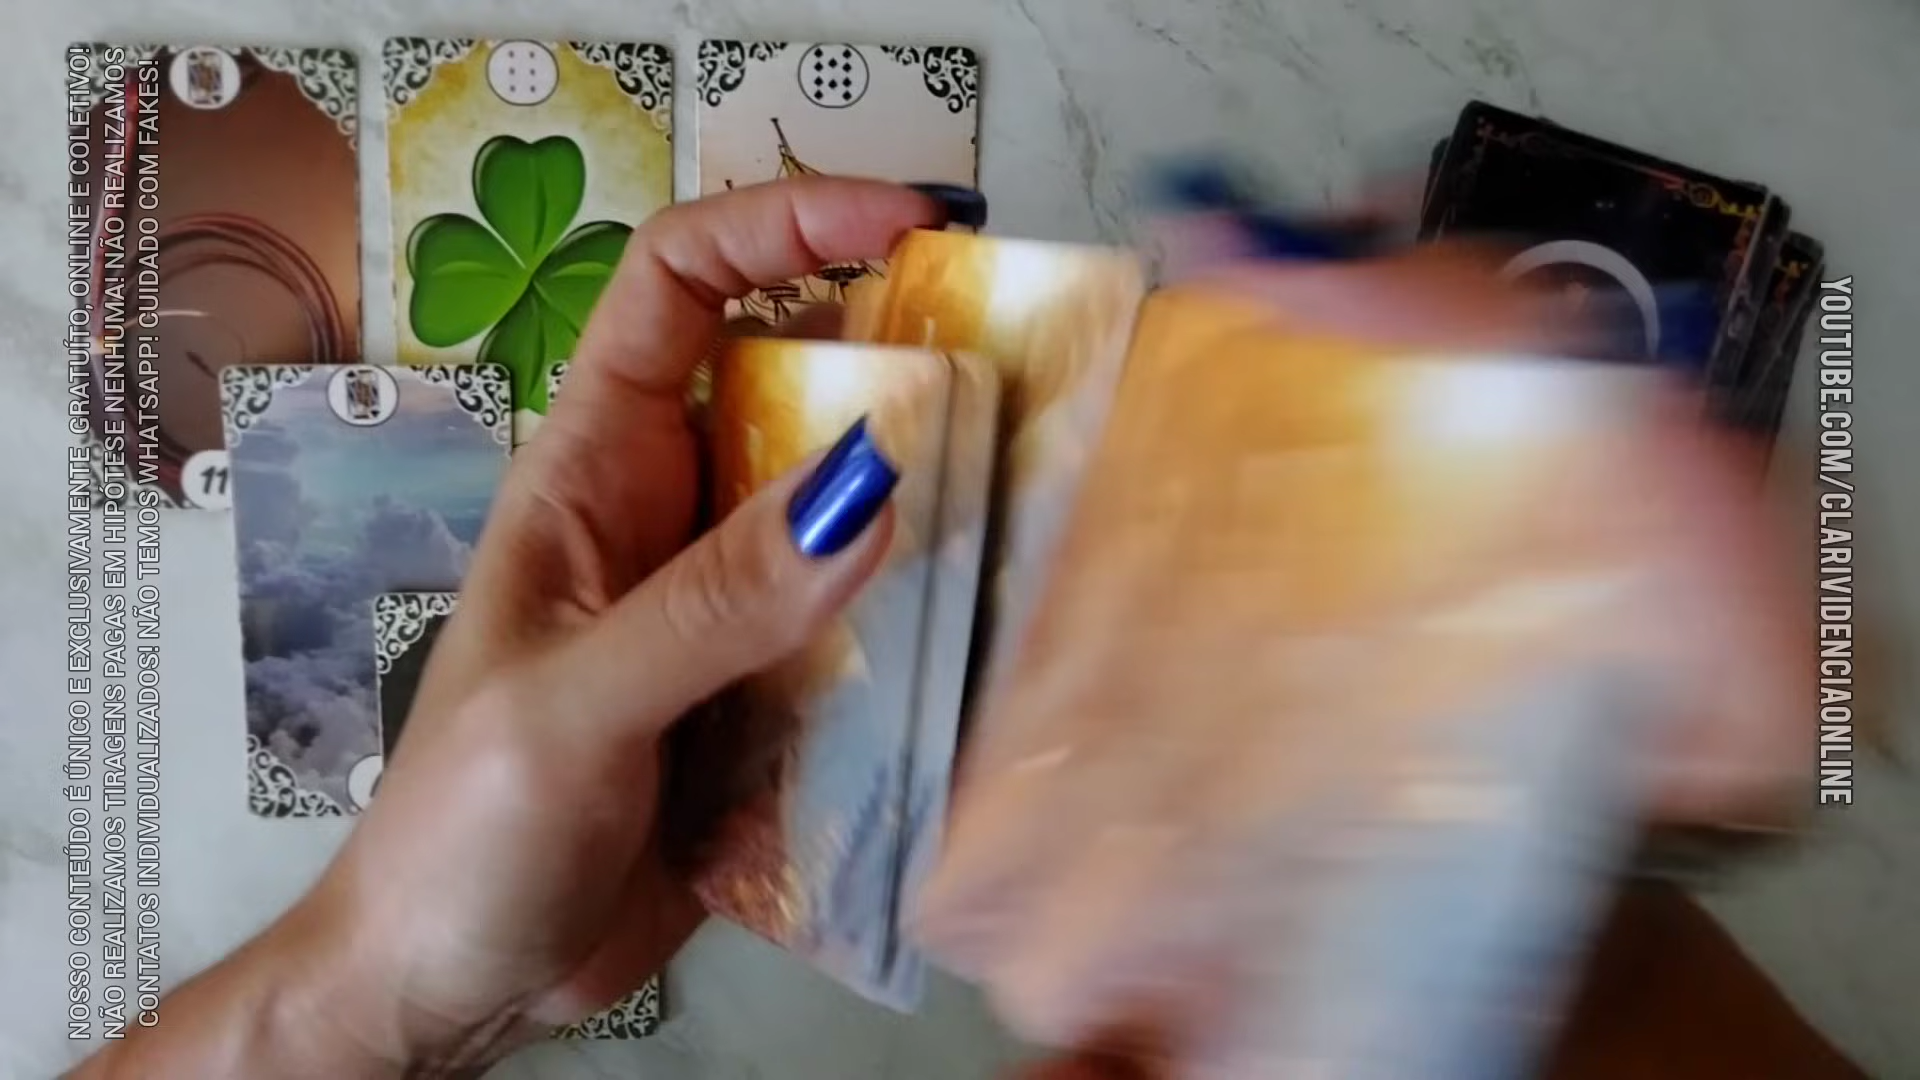 NOSSO CONTEÚDO É ÚNICO E EXCLUSIVAMENTE GRATUÍTO, ONLINE E COLETIVO!
NÃO REALIZAMOS TIRAGENS PAGAS EM HIPÓTESE NENHUMA! NÃO REALIZAMOS
CONTATOS INDIVIDUALIZADOS! NÃO TEMOS WHATSAPP! CUIDADO COM FAKES!
11
YOUTUBE.COM/CLARIVIDENCIAONLINE